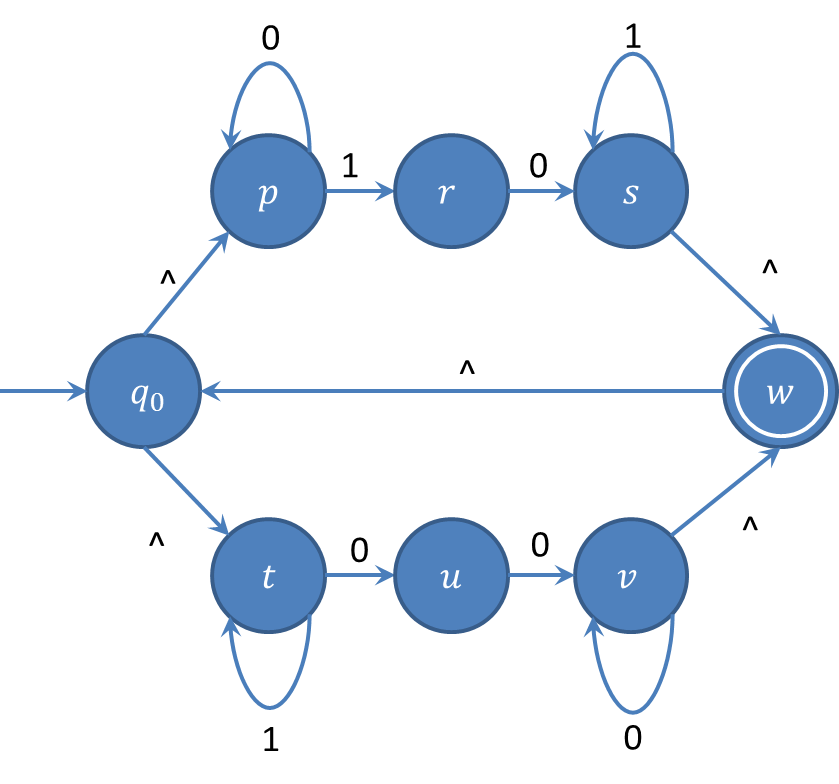 0 1
p 1 r 0 s
^ ^
q₀ ^ w
^ ^
t 0 u 0 v
1 0